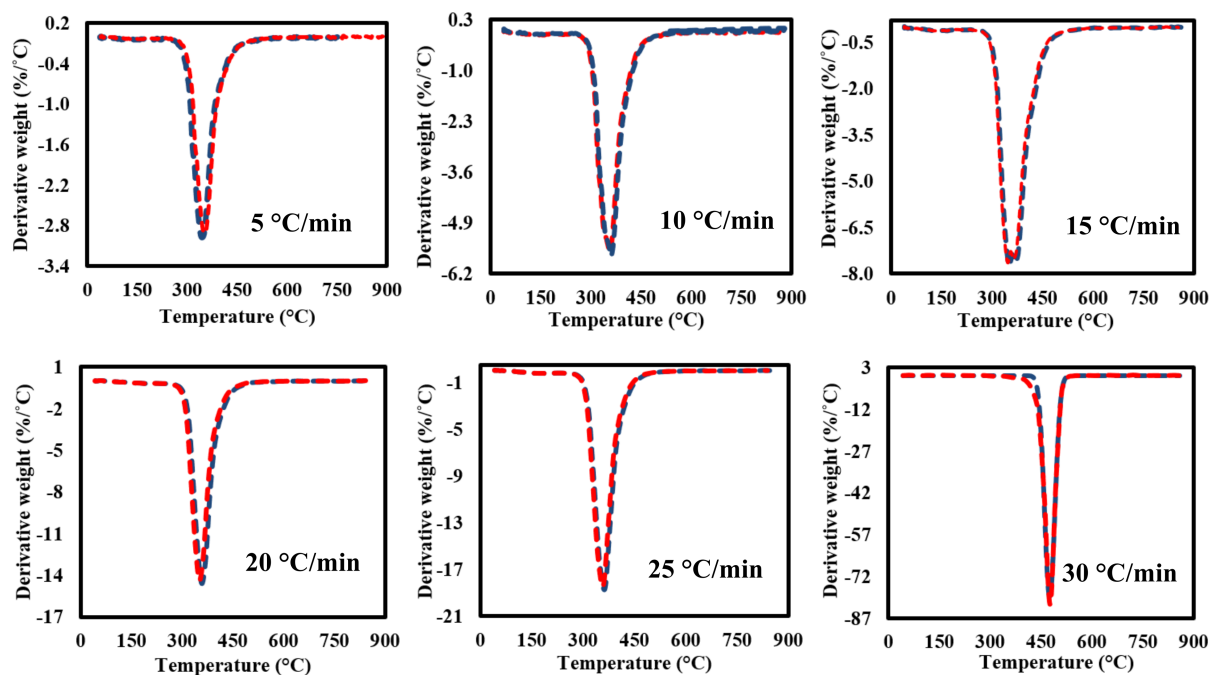 Derivative weight (%/˚C)
0.2
-0.4
-1.0
-1.6
-2.2
-2.8
-3.4
5 °C/min
0 150 300 450 600 750 900
Temperature (°C)
Derivative weight (%/˚C)
0.3
-1.0
-2.3
-3.6
-4.9
-6.2
10 °C/min
0 150 300 450 600 750 900
Temperature (°C)
Derivative weight (%/˚C)
-0.5
-2.0
-3.5
-5.0
-6.5
-8.0
15 °C/min
0 150 300 450 600 750 900
Temperature (°C)
Derivative weight (%/˚C)
1
-2
-5
-8
-11
-14
-17
20 °C/min
0 150 300 450 600 750 900
Temperature (°C)
Derivative weight (%/˚C)
-1
-5
-9
-13
-17
-21
25 °C/min
0 150 300 450 600 750 900
Temperature (°C)
Derivative weight (%/˚C)
3
-12
-27
-42
-57
-72
-87
30 °C/min
0 150 300 450 600 750 900
Temperature (°C)